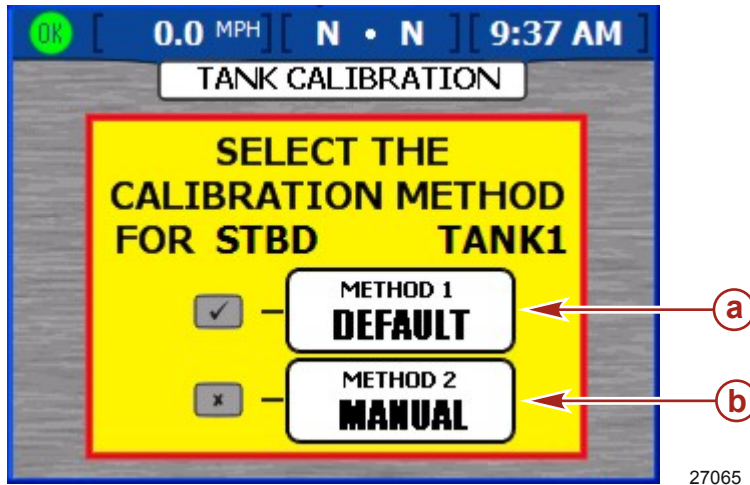 OK [ 0.0 MPH ] [ N • N ] [ 9:37 AM ]
TANK CALIBRATION
SELECT THE
CALIBRATION METHOD
FOR STBD TANK1
METHOD 1
✓ DEFAULT
a
METHOD 2
x MANUAL
b
27065